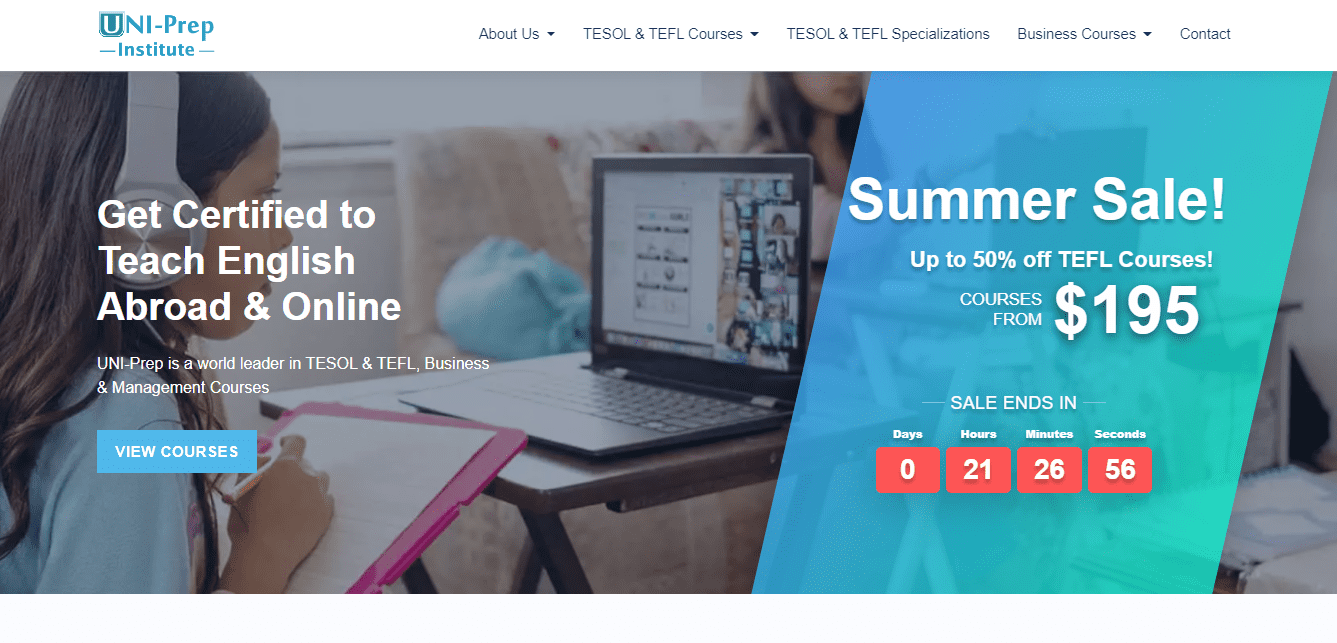 UNI-Prep
Institute
About Us
TESOL & TEFL Courses
TESOL & TEFL Specializations
Business Courses
Contact
Get Certified to
Teach English
Abroad & Online
UNI-Prep is a world leader in TESOL & TEFL, Business
& Management Courses
VIEW COURSES
Summer Sale!
Up to 50% off TEFL Courses!
COURSES
FROM
$195
SALE ENDS IN
Days Hours Minutes Seconds
0 21 26 56